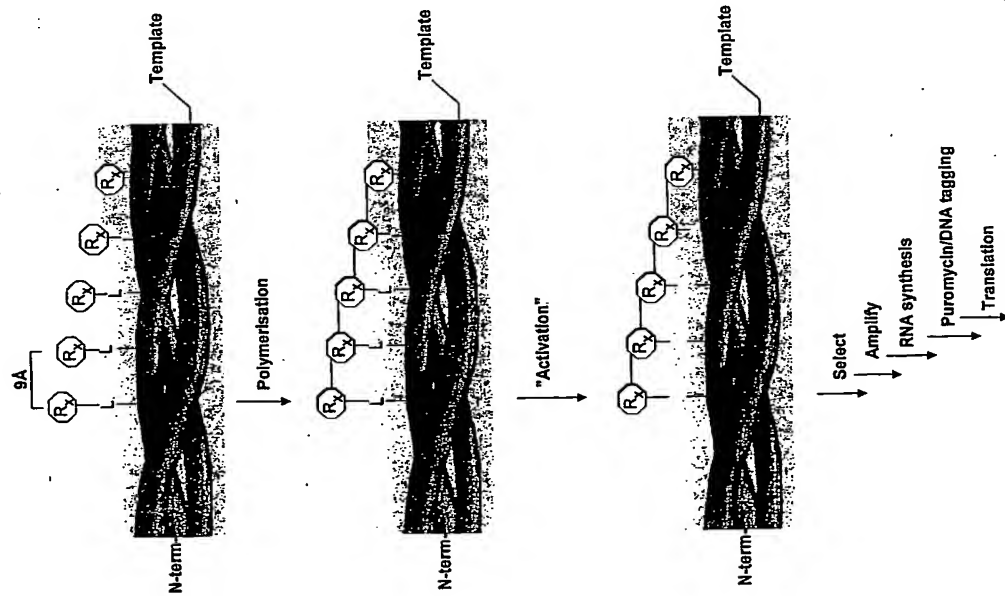 9A
Rx Rx Rx Rx Rx
Template
N-term
Polymerisation
Rx Rx Rx Rx Rx
Template
N-term
"Activation"
Rx Rx Rx Rx Rx
Template
N-term
Select
Amplify
RNA synthesis
Puromycin/DNA tagging
Translation